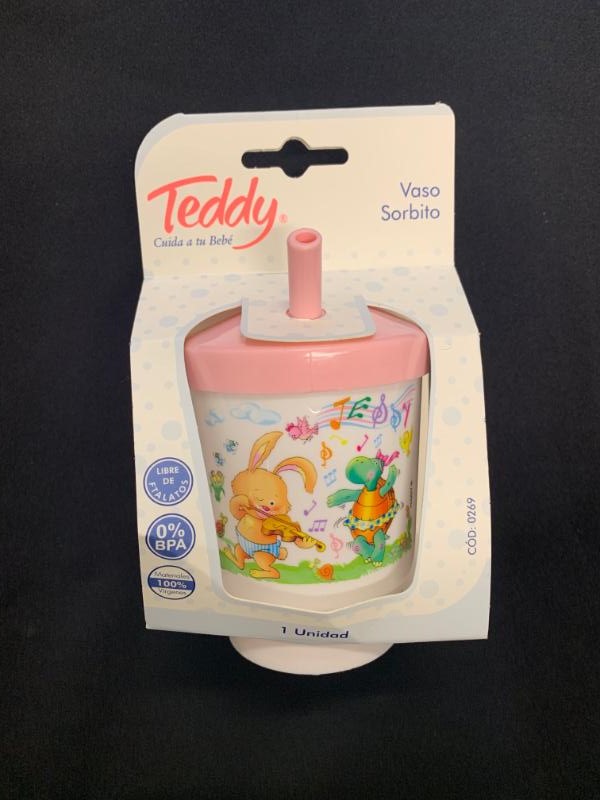 Teddy®
Cuida a tu Bebé
Vaso
Sorbito
TEDDY
LIBRE
DE
FTALATOS
0%
BPA
Materiales
100%
Vírgenes
CÓD: 0269
1 Unidad